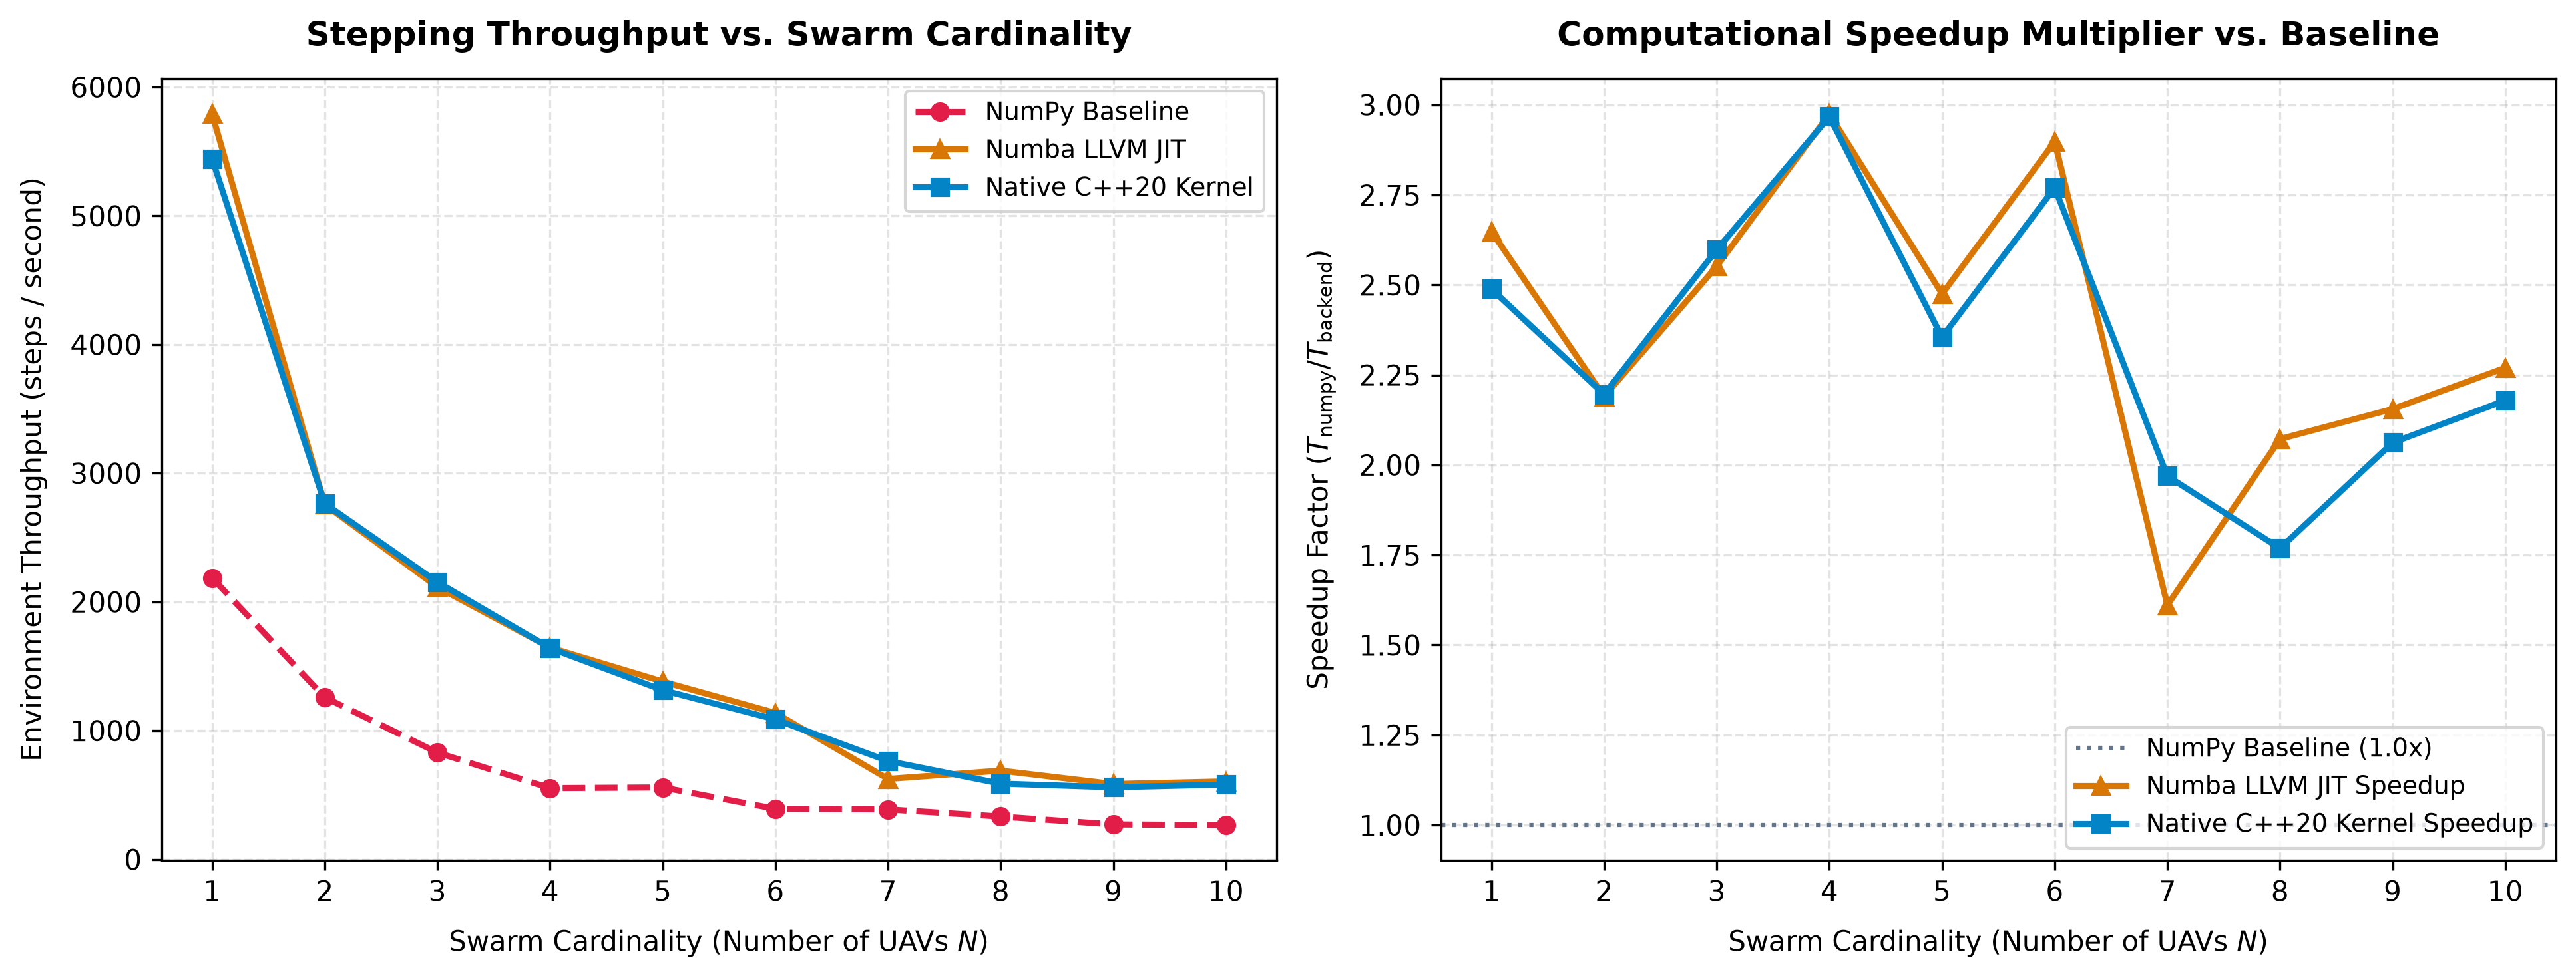 Stepping Throughput vs. Swarm Cardinality
Environment Throughput (steps / second)
6000
5000
4000
3000
2000
1000
0
NumPy Baseline
Numba LLVM JIT
Native C++20 Kernel
1 2 3 4 5 6 7 8 9 10
Swarm Cardinality (Number of UAVs N)
Computational Speedup Multiplier vs. Baseline
Speedup Factor (T_numpy/T_backend)
3.00
2.75
2.50
2.25
2.00
1.75
1.50
1.25
1.00
NumPy Baseline (1.0x)
Numba LLVM JIT Speedup
Native C++20 Kernel Speedup
1 2 3 4 5 6 7 8 9 10
Swarm Cardinality (Number of UAVs N)